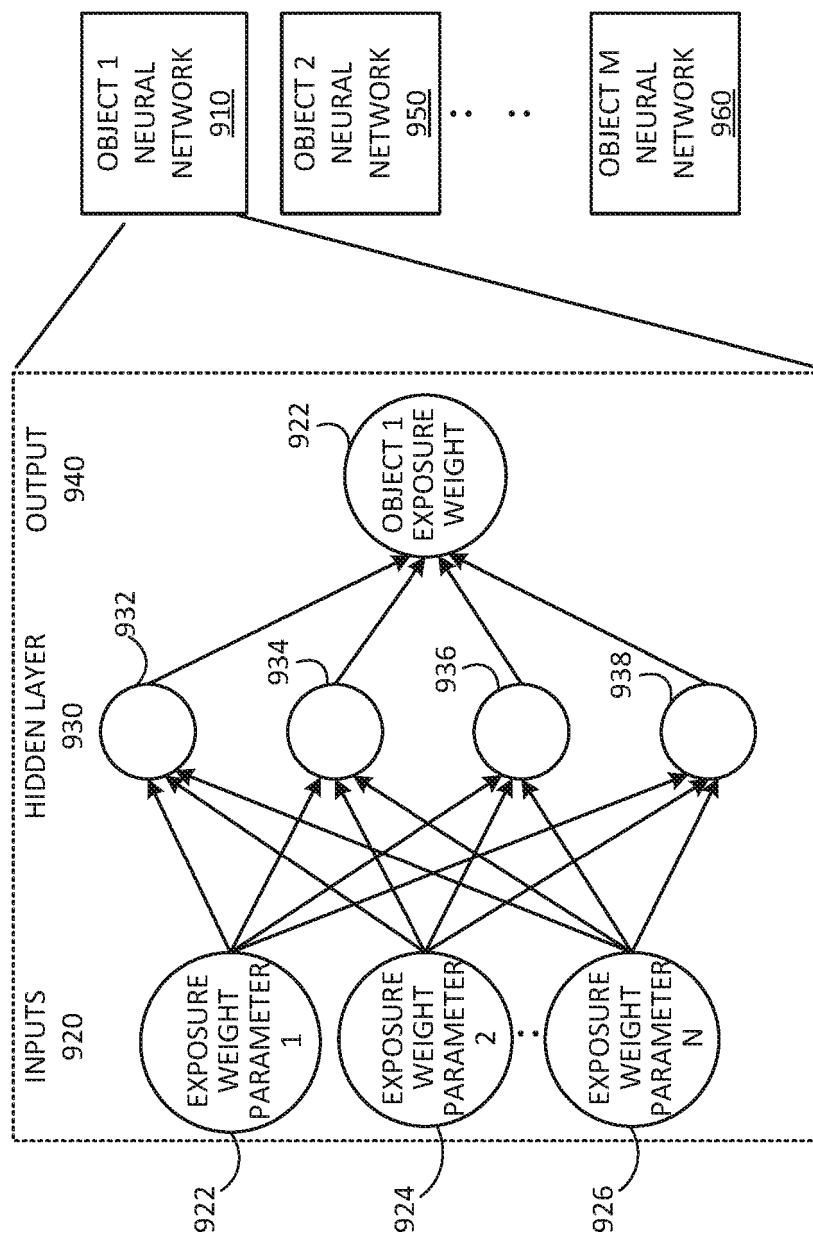 INPUTS
920
HIDDEN LAYER
930
OUTPUT
940
922
EXPOSURE
WEIGHT
PARAMETER
1
924
EXPOSURE
WEIGHT
PARAMETER
2
926
EXPOSURE
WEIGHT
PARAMETER
N
932
934
936
938
922
OBJECT 1
EXPOSURE
WEIGHT
OBJECT 1
NEURAL
NETWORK
910
OBJECT 2
NEURAL
NETWORK
950
OBJECT M
NEURAL
NETWORK
960